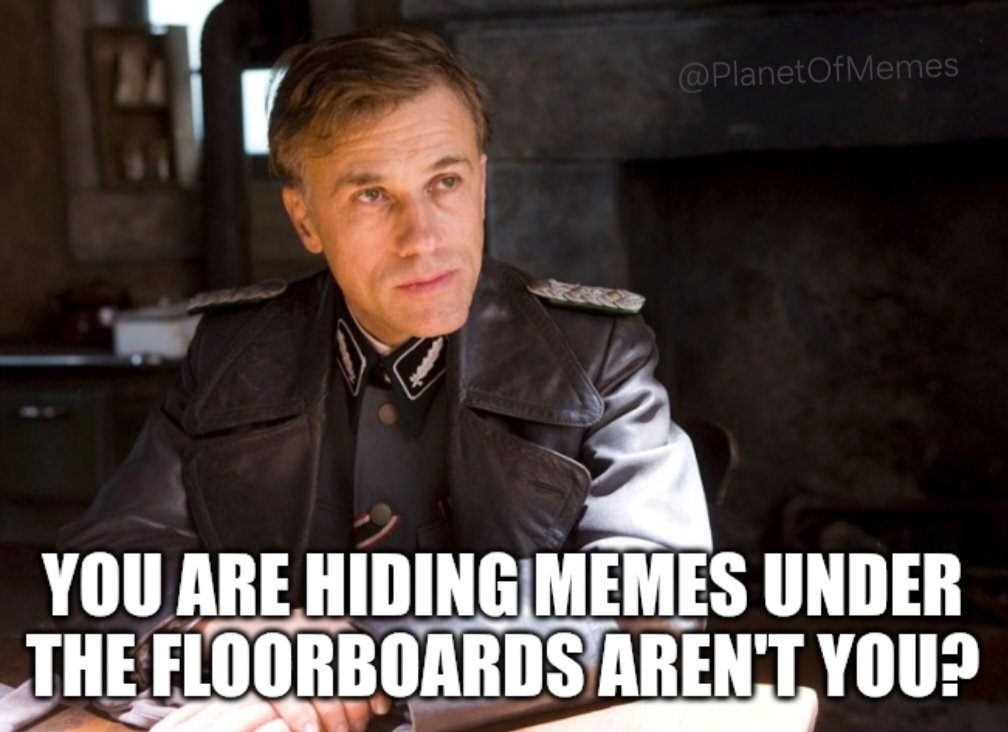 @PlanetOfMemes
YOU ARE HIDING MEMES UNDER
THE FLOORBOARDS AREN'T YOU?